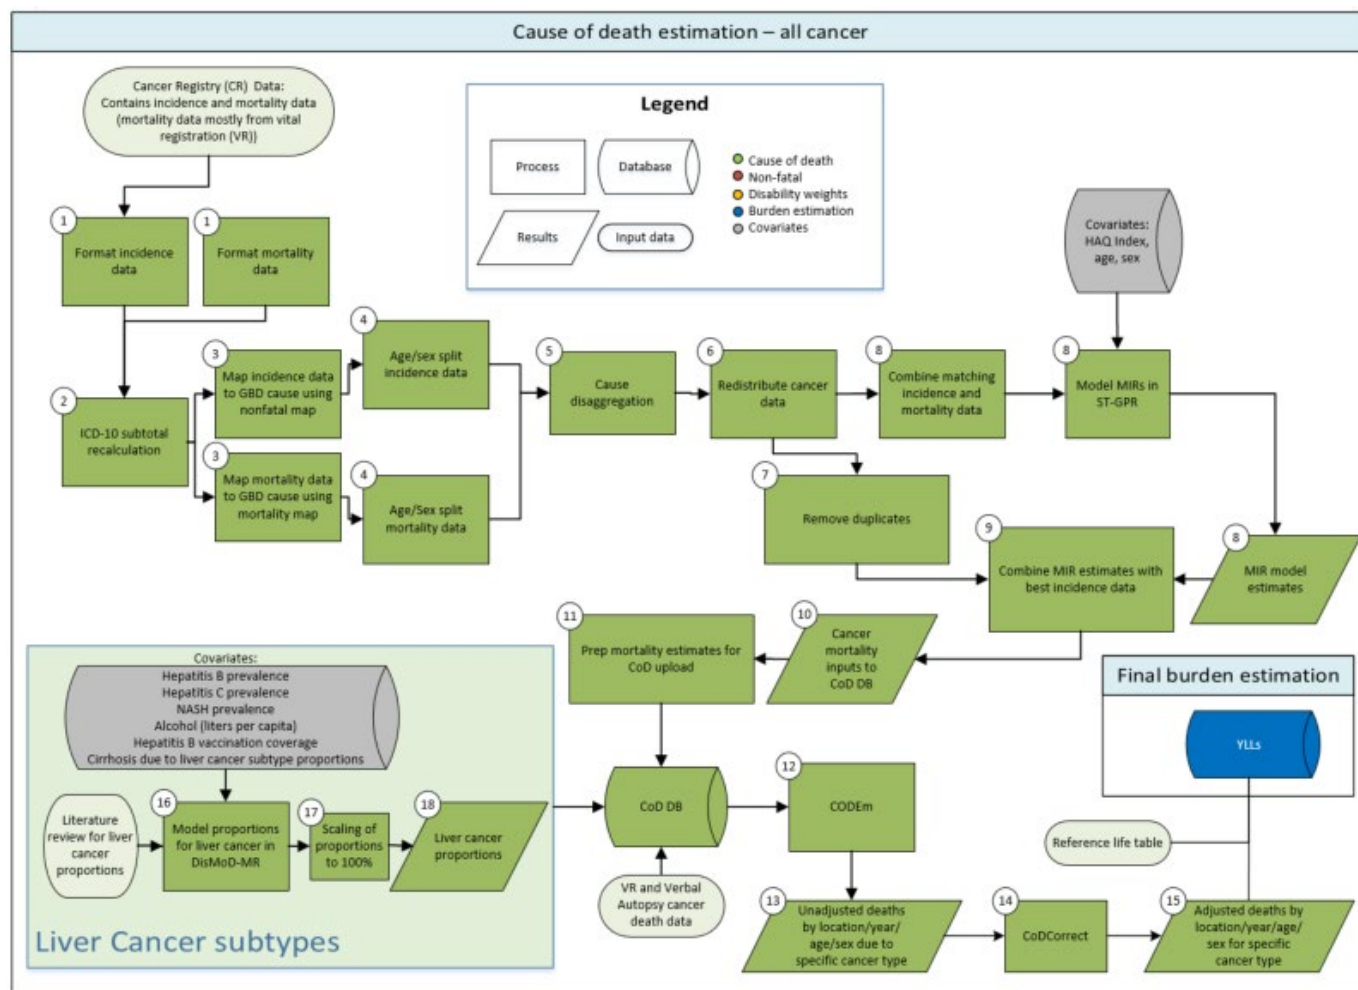 Cause of death estimation – all cancer
Cancer Registry (CR)  Data:
Contains incidence and mortality data
(mortality data mostly from vital
registration (VR))
Legend
Process
Database
Results
Input data
Cause of death
Non-fatal
Disability weights
Burden estimation
Covariates
Covariates:
HAQ Index,
age, sex
1
Format incidence
data
1
Format mortality
data
2
ICD-10 subtotal
recalculation
3
Map incidence data
to GBD cause using
nonfatal map
3
Map mortality data
to GBD cause using
mortality map
4
Age/sex split
incidence data
4
Age/Sex split
mortality data
5
Cause
disaggregation
6
Redistribute cancer
data
8
Combine matching
incidence and
mortality data
8
Model MIRs in
ST-GPR
7
Remove duplicates
9
Combine MIR estimates with
best incidence data
8
MIR model
estimates
11
Prep mortality estimates for
CoD upload
10
Cancer
mortality
inputs to
CoD DB
Final burden estimation
YLLs
Covariates:
Hepatitis B prevalence
Hepatitis C prevalence
NASH prevalence
Alcohol (liters per capita)
Hepatitis B vaccination coverage
Cirrhosis due to liver cancer subtype proportions
Literature
review for liver
cancer
proportions
16
Model proportions
for liver cancer in
DisMoD-MR
17
Scaling of
proportions
to 100%
18
Liver cancer
proportions
Liver Cancer subtypes
CoD DB
12
CODEm
Reference life table
VR and Verbal
Autopsy cancer
death data
13
Unadjusted deaths
by location/year/
age/sex due to
specific cancer type
14
CoDCorrect
15
Adjusted deaths by
location/year/age/
sex for specific
cancer type